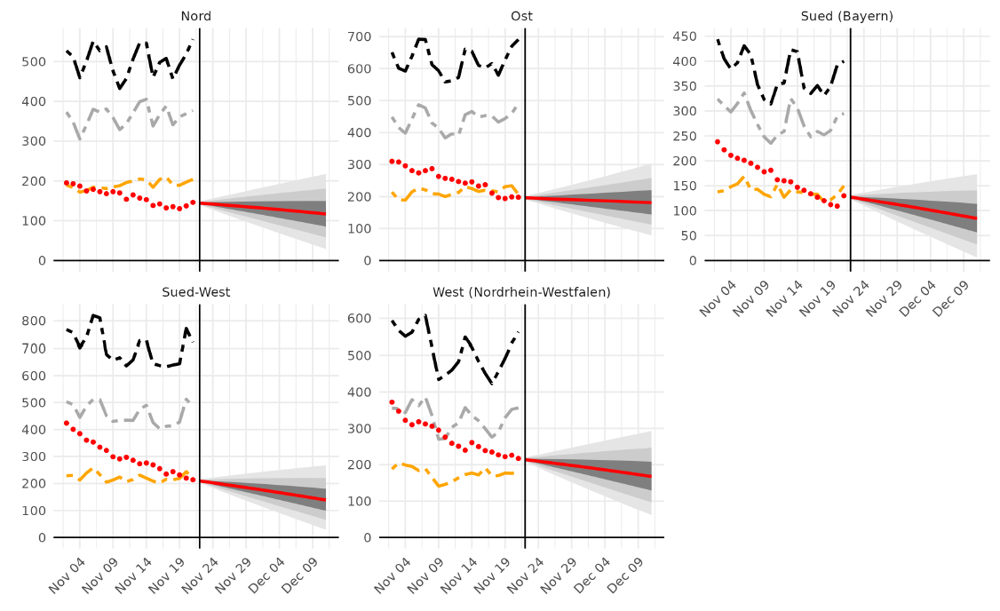 Nord
500
400
300
200
100
0
Ost
700
600
500
400
300
200
100
0
Sued (Bayern)
450
400
350
300
250
200
150
100
50
0
Nov 04
Nov 09
Nov 14
Nov 19
Nov 24
Nov 29
Dec 04
Dec 09
Sued-West
800
700
600
500
400
300
200
100
0
Nov 04
Nov 09
Nov 14
Nov 19
Nov 24
Nov 29
Dec 04
Dec 09
West (Nordrhein-Westfalen)
600
500
400
300
200
100
0
Nov 04
Nov 09
Nov 14
Nov 19
Nov 24
Nov 29
Dec 04
Dec 09